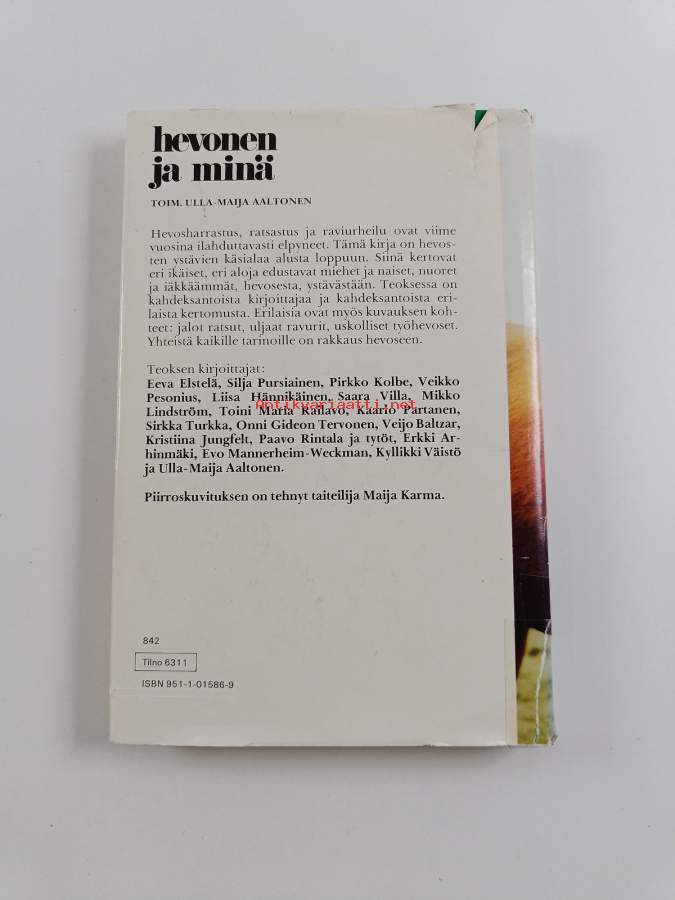 hevonen
ja minä
TOIM. ULLA-MAIJA AALTONEN
Hevosharrastus, ratsastus ja raviurheilu ovat viime
vuosina ilahduttavasti elpyneet. Tämä kirja on hevos-
ten ystävien käsialaa alusta loppuun. Siinä kertovat
eri ikäiset, eri aloja edustavat miehet ja naiset, nuoret
ja iäkkäämmät, hevosesta, ystävästään. Teoksessa on
kahdeksantoista kirjoittajaa ja kahdeksantoista eri-
laista kertomusta. Erilaisia ovat myös kuvauksen koh-
teet: jalot ratsut, uljaat ravurit, uskolliset työhevoset.
Yhteistä kaikille tarinoille on rakkaus hevoseen.
Teoksen kirjoittajat:
Eeva Elstelä, Silja Pursiainen, Pirkko Kolbe, Veikko
Pesonius, Liisa Hännikäinen, Saara Villa, Mikko
Antikvariaatti.net
Lindström, Toini Maria Kallavo, Kaarlo Partanen,
Sirkka Turkka, Onni Gideon Tervonen, Veijo Baltzar,
Kristiina Jungfelt, Paavo Rintala ja tytöt, Erkki Ar-
hinmäki, Evo Mannerheim-Weckman, Kyllikki Väistö
ja Ulla-Maija Aaltonen.
Piirroskuvituksen on tehnyt taiteilija Maija Karma.
842
Tilno 6311
ISBN 951-1-01586-9